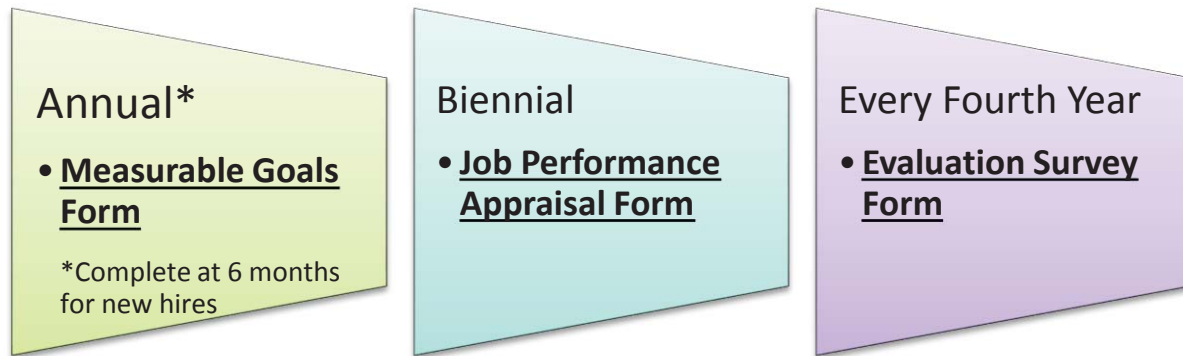 Annual*
• Measurable Goals
Form
*Complete at 6 months
for new hires
Biennial
• Job Performance
Appraisal Form
Every Fourth Year
• Evaluation Survey
Form